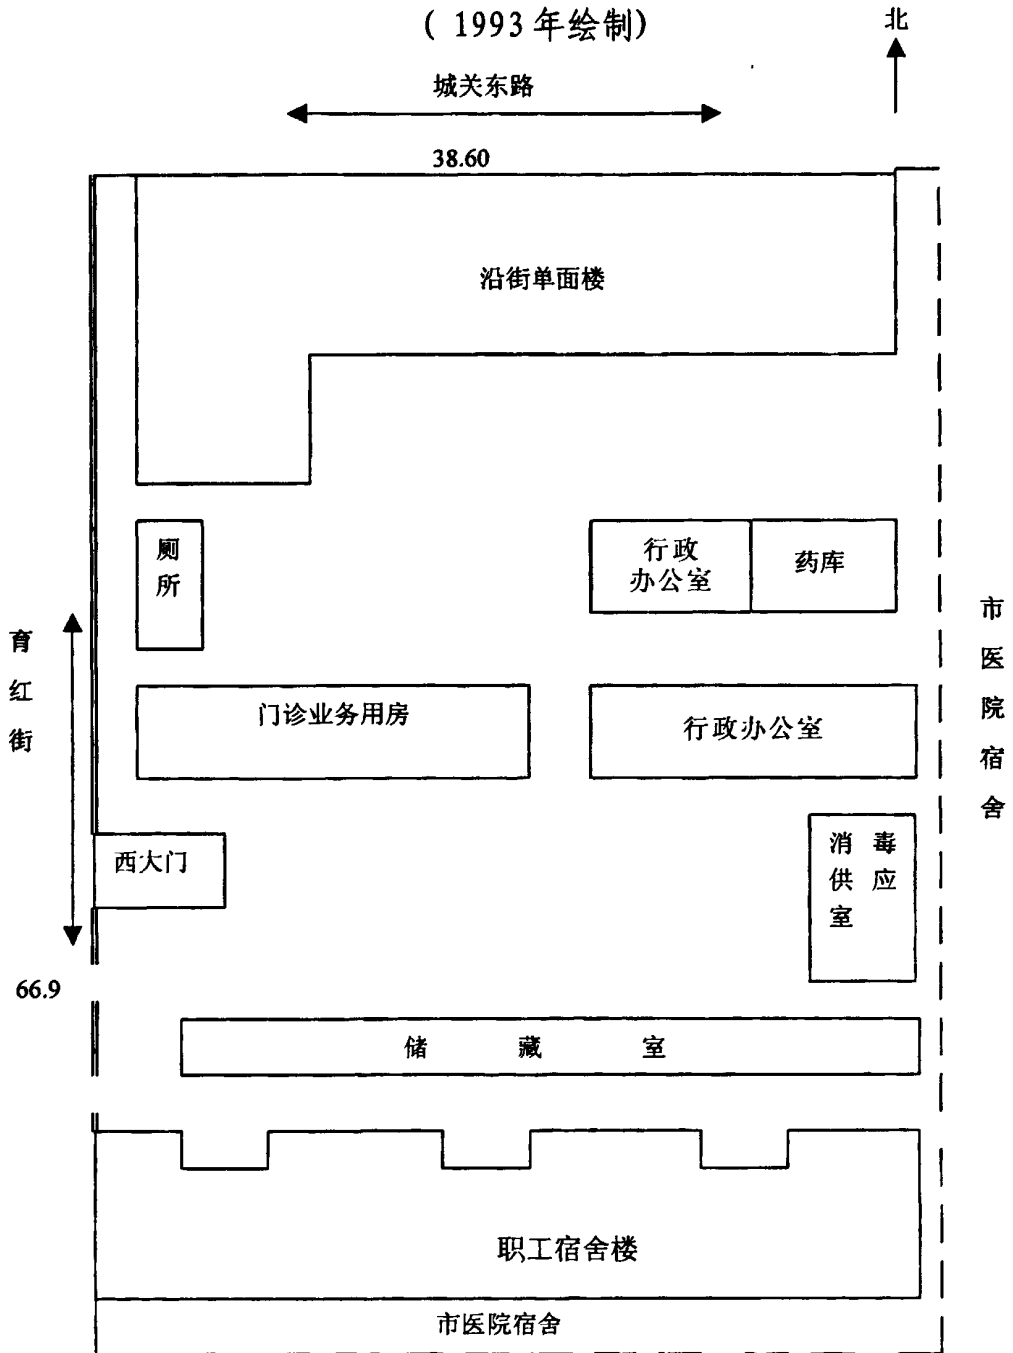 ( 1993年绘制)
北
城关东路
38.60
沿街单面楼
厕所
行政
办公室
药库
育红街
市医院宿舍
门诊业务用房
行政办公室
西大门
消毒
供应
室
66.9
储藏室
职工宿舍楼
市医院宿舍